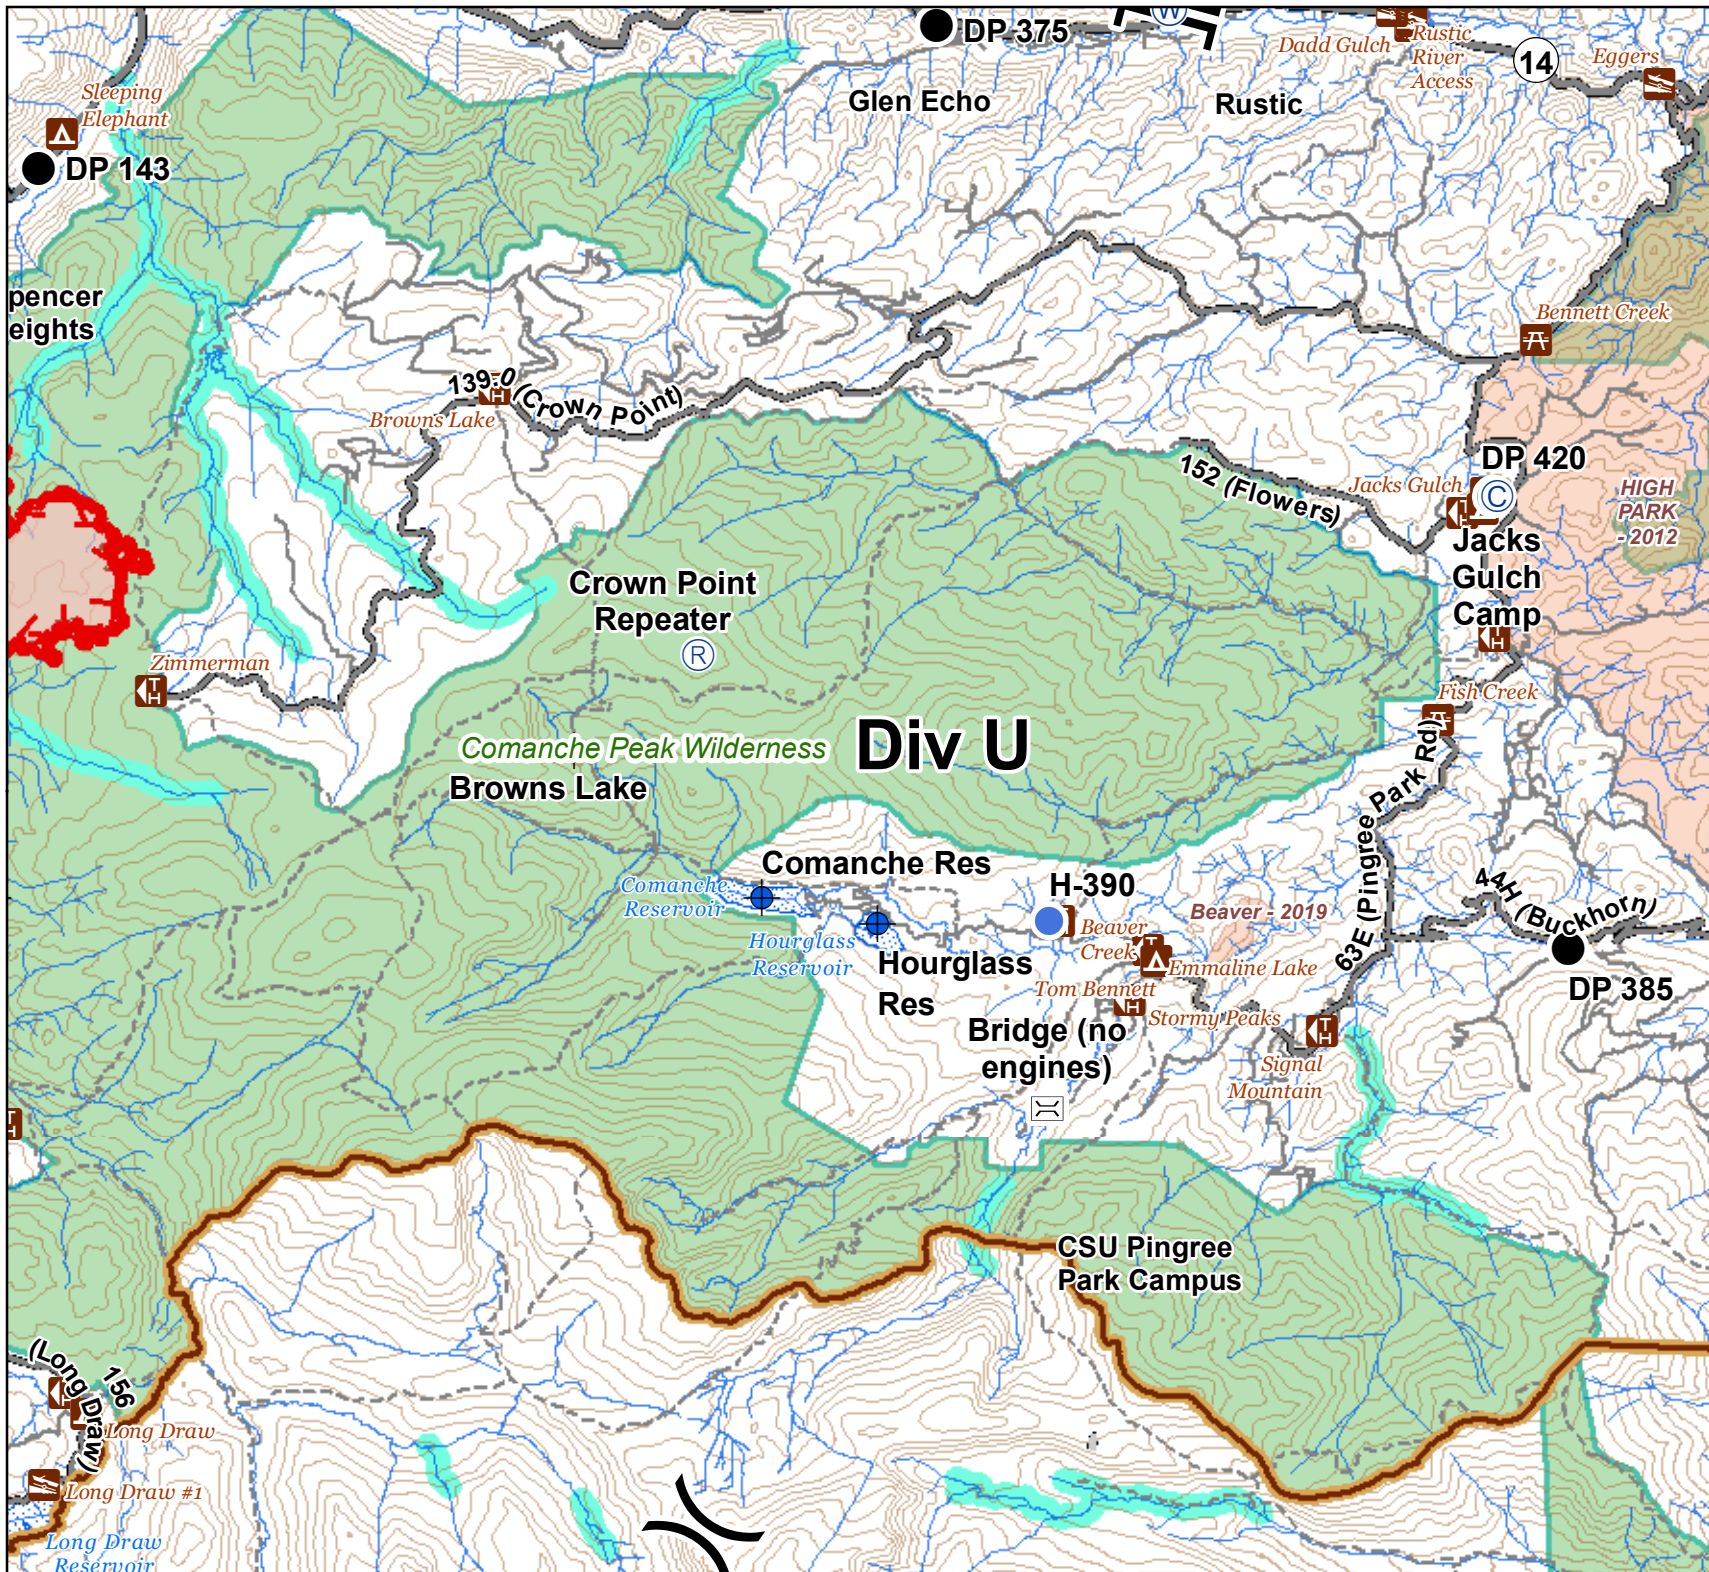 DP 375
W
Dadd Gulch
Rustic
River
Access
14
Eggers
Sleeping
Elephant
Glen Echo
Rustic
DP 143
pencer
eights
Bennett Creek
139.0 (Crown Point)
H
Browns Lake
DP 420
152 (Flowers)
Jacks Gulch
C
HIGH
PARK
- 2012
H
Jacks
Gulch
Camp
Crown Point
Repeater
R
H
Zimmerman
TH
Fish Creek
Comanche Peak Wilderness
Div U
Browns Lake
63E (Pingree Park Rd)
Comanche Res
Comanche
Reservoir
H-390
44H (Buckhorn)
Beaver - 2019
Beaver
Creek
Hourglass
Reservoir
Hourglass
Res
T
Emmaline Lake
DP 385
Tom Bennett
H
Stormy Peaks
Bridge (no
engines)
TH
Signal
Mountain
TH
CSU Pingree
Park Campus
156
(Long Draw)
Long Draw
Long Draw #1
Long Draw
Reservoir